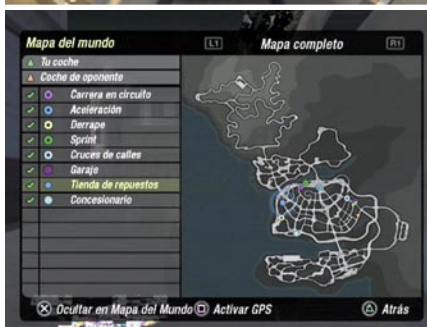 Mapa del mundo
L1
Mapa completo
R1
Tu coche
Coche de oponente
Carrera en circuito
Aceleración
Derrape
Sprint
Cruces de calles
Garaje
Tienda de repuestos
Concesionario
Ocultar en Mapa del Mundo
Activar GPS
Atrás